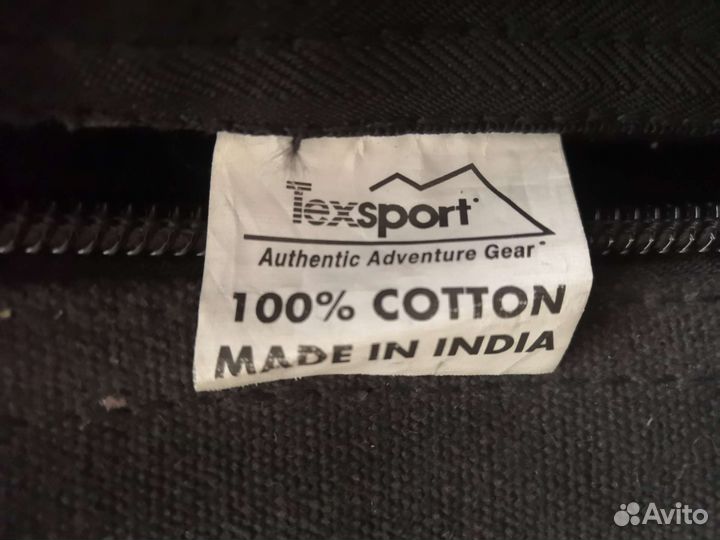 Texsport
Authentic Adventure Gear
100% COTTON
MADE IN INDIA
Avito